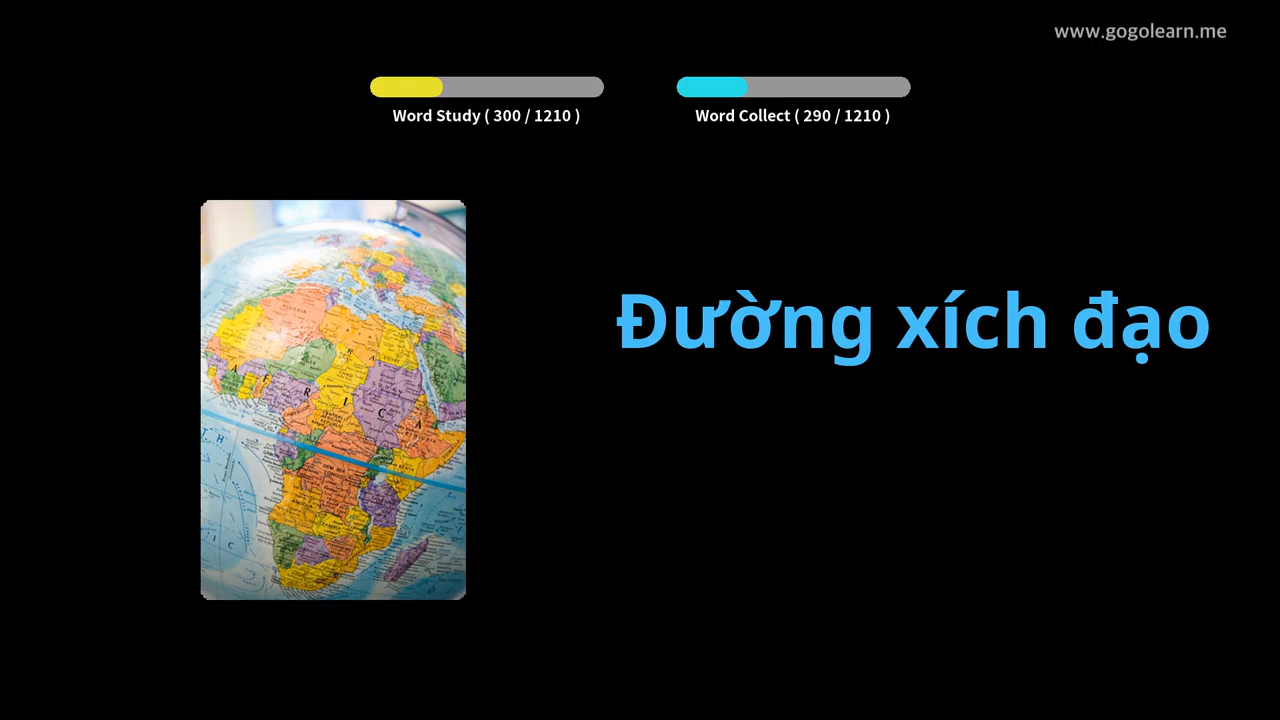 www.gogolearn.me
Word Study ( 300 / 1210 )
Word Collect ( 290 / 1210 )
Đường xích đạo
A F R I C A